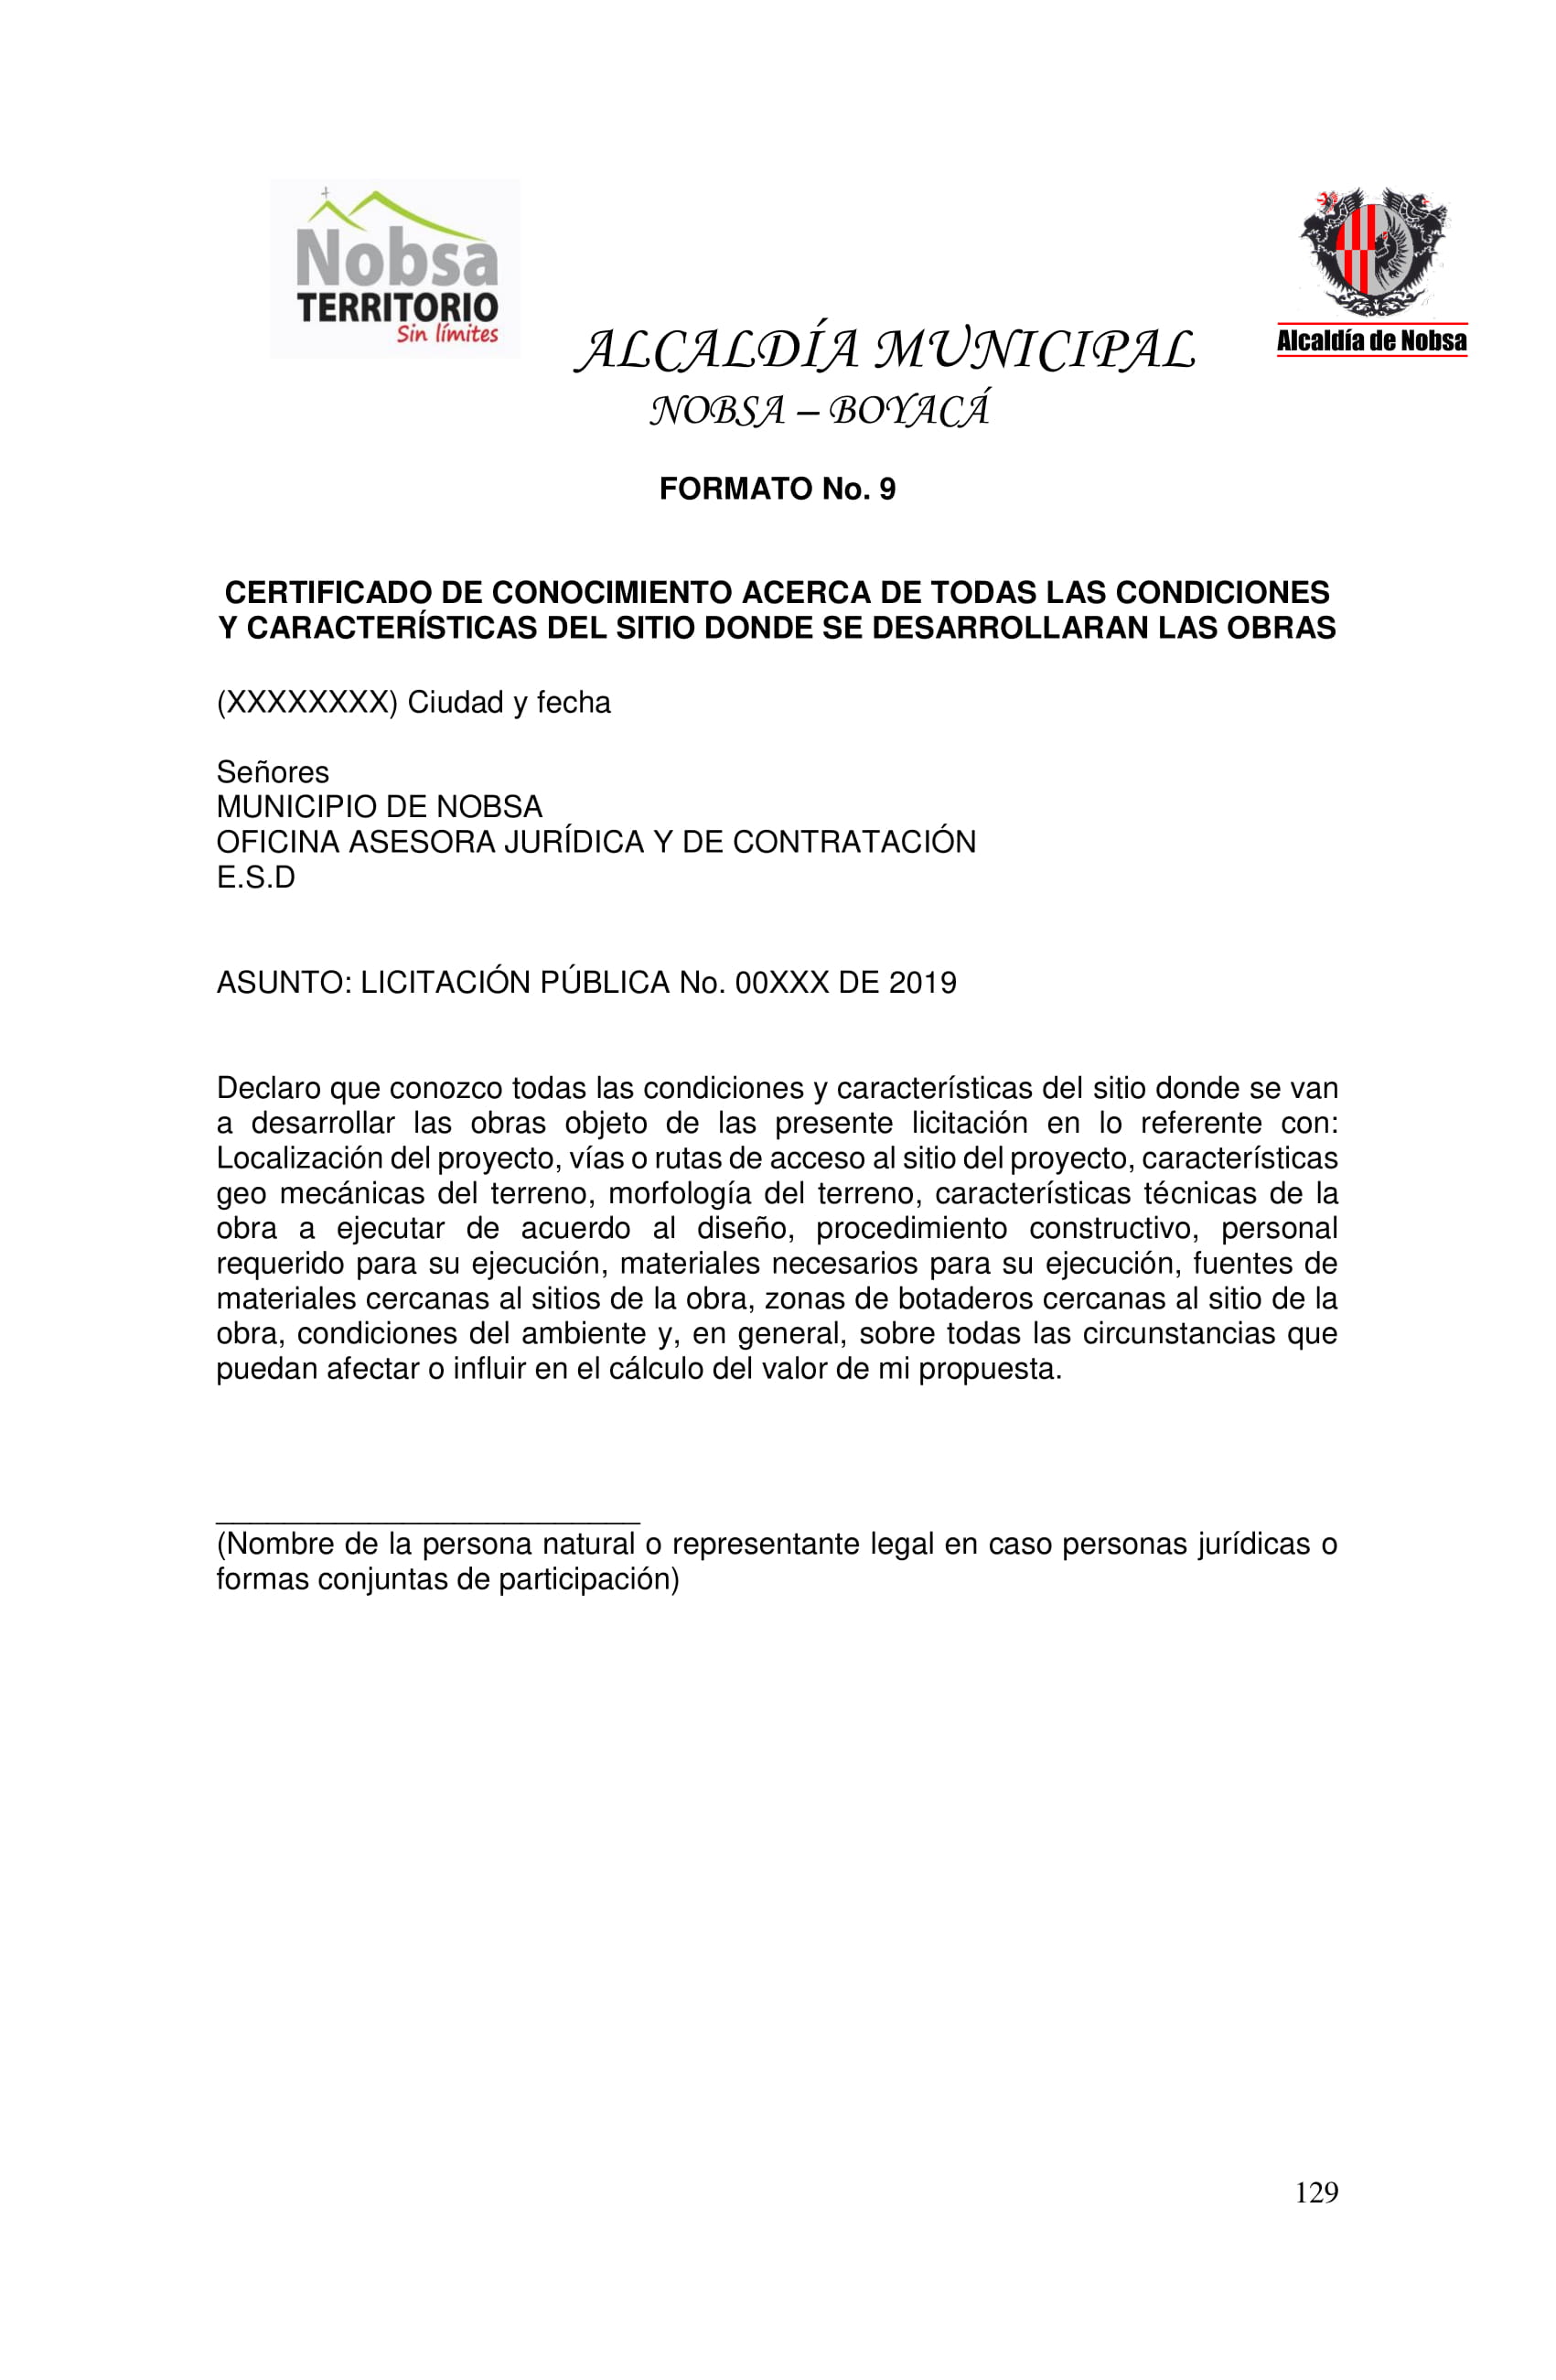 Nobsa
TERRITORIO
Sin límites
Alcaldía de Nobsa
ALCALDÍA MUNICIPAL
NOBSA – BOYACÁ
FORMATO No. 9
CERTIFICADO DE CONOCIMIENTO ACERCA DE TODAS LAS CONDICIONES
Y CARACTERÍSTICAS DEL SITIO DONDE SE DESARROLLARAN LAS OBRAS
(XXXXXXXX) Ciudad y fecha
Señores
MUNICIPIO DE NOBSA
OFICINA ASESORA JURÍDICA Y DE CONTRATACIÓN
E.S.D
ASUNTO: LICITACIÓN PÚBLICA No. 00XXX DE 2019
Declaro que conozco todas las condiciones y características del sitio donde se van
a desarrollar las obras objeto de las presente licitación en lo referente con:
Localización del proyecto, vías o rutas de acceso al sitio del proyecto, características
geo mecánicas del terreno, morfología del terreno, características técnicas de la
obra a ejecutar de acuerdo al diseño, procedimiento constructivo, personal
requerido para su ejecución, materiales necesarios para su ejecución, fuentes de
materiales cercanas al sitios de la obra, zonas de botaderos cercanas al sitio de la
obra, condiciones del ambiente y, en general, sobre todas las circunstancias que
puedan afectar o influir en el cálculo del valor de mi propuesta.
_________________________
(Nombre de la persona natural o representante legal en caso personas jurídicas o
formas conjuntas de participación)
129